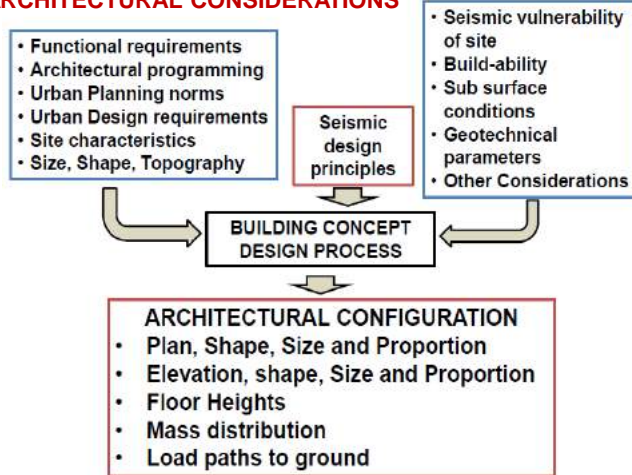 ARCHITECTURAL CONSIDERATIONS
• Functional requirements
• Architectural programming
• Urban Planning norms
• Urban Design requirements
• Site characteristics
• Size, Shape, Topography
Seismic
design
principles
• Seismic vulnerability
of site
• Build-ability
• Sub surface
conditions
• Geotechnical
parameters
• Other Considerations
BUILDING CONCEPT
DESIGN PROCESS
ARCHITECTURAL CONFIGURATION
• Plan, Shape, Size and Proportion
• Elevation, shape, Size and Proportion
• Floor Heights
• Mass distribution
• Load paths to ground